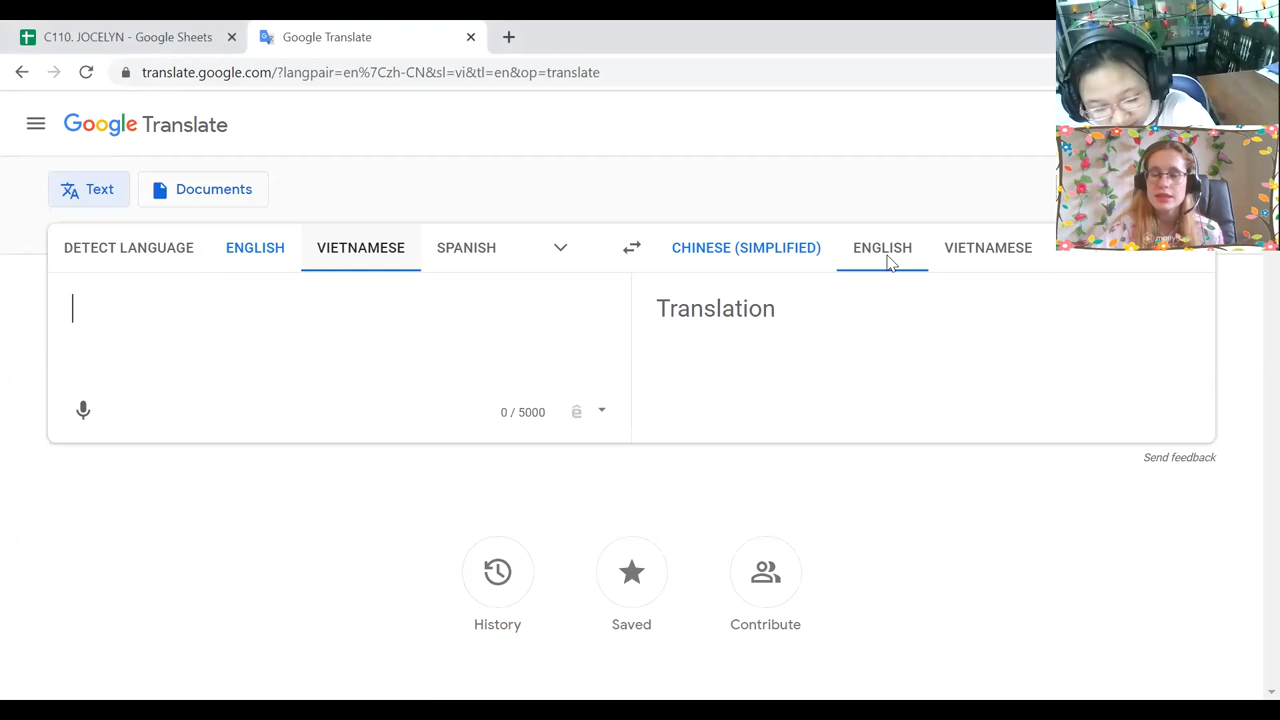 C110. JOCELYN - Google Sheets
Google Translate
translate.google.com/?langpair=en%7Czh-CN&sl=vi&tl=en&op=translate
Google Translate
Text
Documents
DETECT LANGUAGE ENGLISH VIETNAMESE SPANISH CHINESE (SIMPLIFIED) ENGLISH VIETNAMESE
Translation
0 / 5000
Send feedback
History
Saved
Contribute